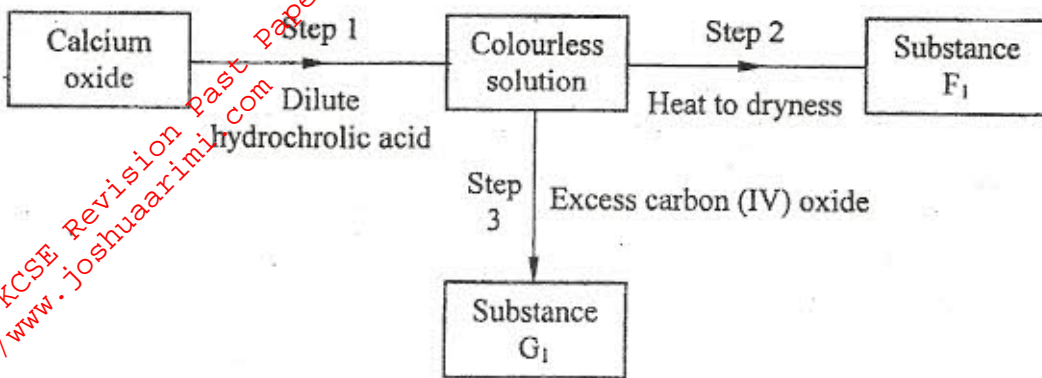 Calcium
oxide
Step 1
Dilute
hydrochrolic acid
Colourless
solution
Step 2
Heat to dryness
Substance
F₁
Step
3
Excess carbon (IV) oxide
Substance
G₁
KCSE Revision Past Pape
/www.joshuaarimi.com